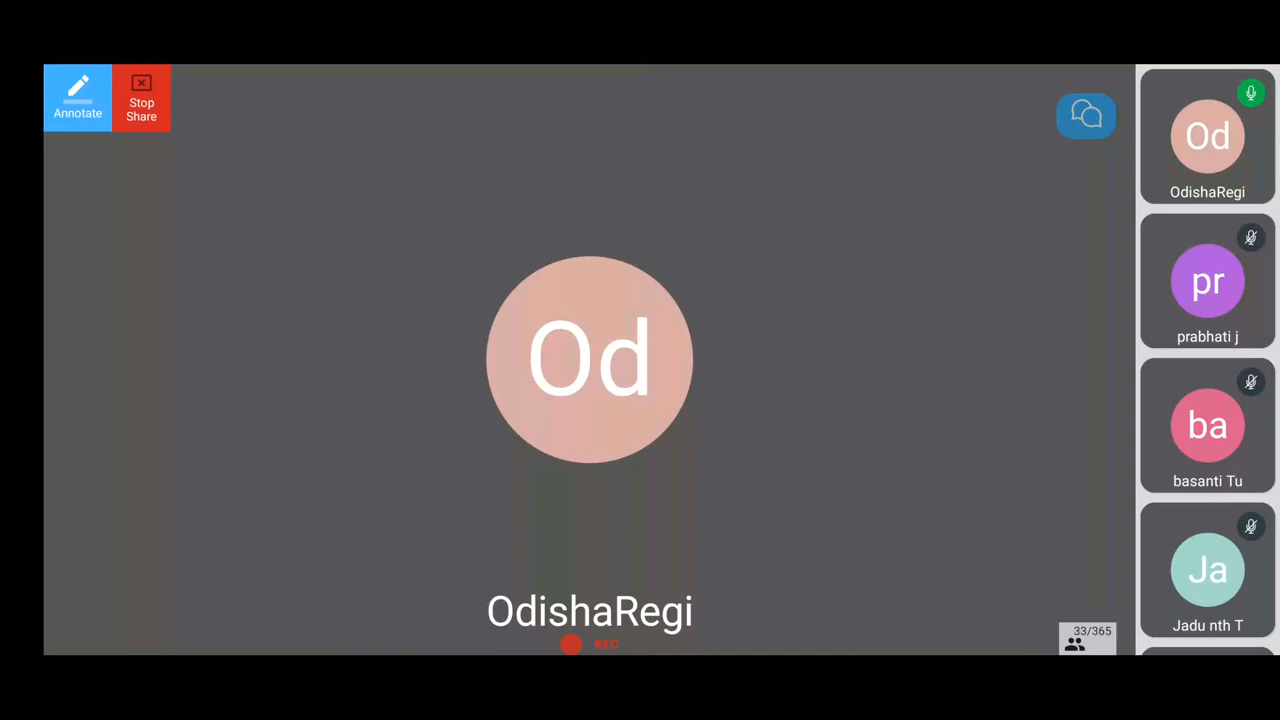 Annotate
Stop
Share
Od
OdishaRegi
REC
33/365
Od
OdishaRegi
pr
prabhati j
ba
basanti Tu
Ja
Jadu nth T